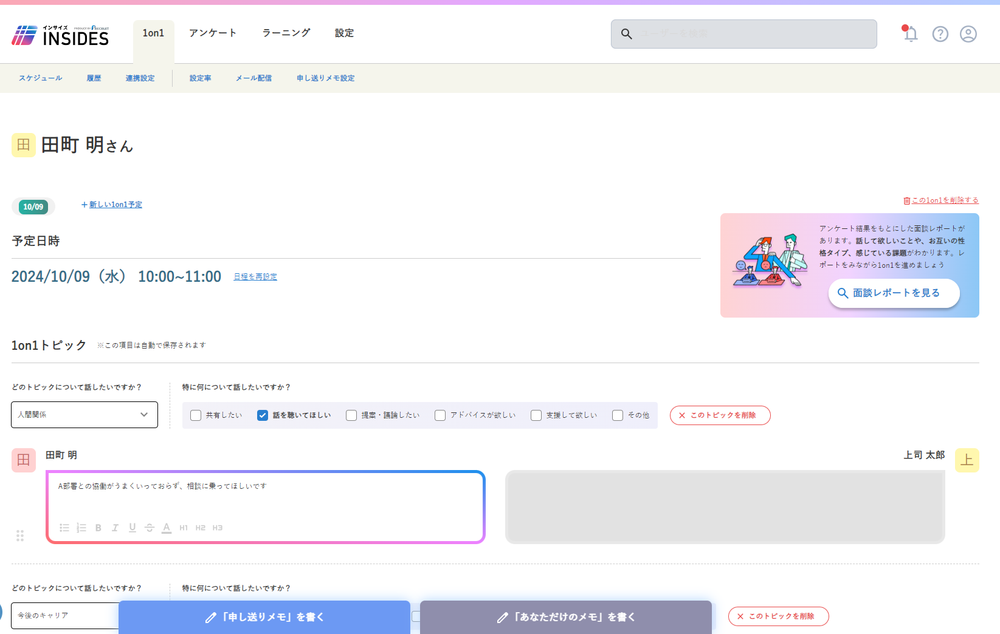 インサイズ PRODUCE BY RECRUIT
INSIDES
1on1 アンケート ラーニング 設定
ユーザーを検索
スケジュール 履歴 連携設定 設定率 メール配信 申し送りメモ設定
田 田町 明さん
10/09 +新しい1on1予定
この1on1を削除する
予定日時
2024/10/09（水） 10:00~11:00 日程を再設定
アンケート結果をもとにした面談レポートが
あります。話して欲しいことや、お互いの性
格タイプ、感じている課題がわかります。レ
ポートをみながら1on1を進めましょう
面談レポートを見る
1on1トピック ※この項目は自動で保存されます
どのトピックについて話したいですか？ 特に何について話したいですか？
人間関係 共有したい 話を聴いてほしい 提案・議論したい アドバイスが欲しい 支援して欲しい その他 × このトピックを削除
田 田町 明 上司 太郎 上
A部署との協働がうまくいっておらず、相談に乗ってほしいです
B I U S A H1 H2 H3
どのトピックについて話したいですか？ 特に何について話したいですか？
今後のキャリア 「申し送りメモ」を書く 「あなただけのメモ」を書く × このトピックを削除